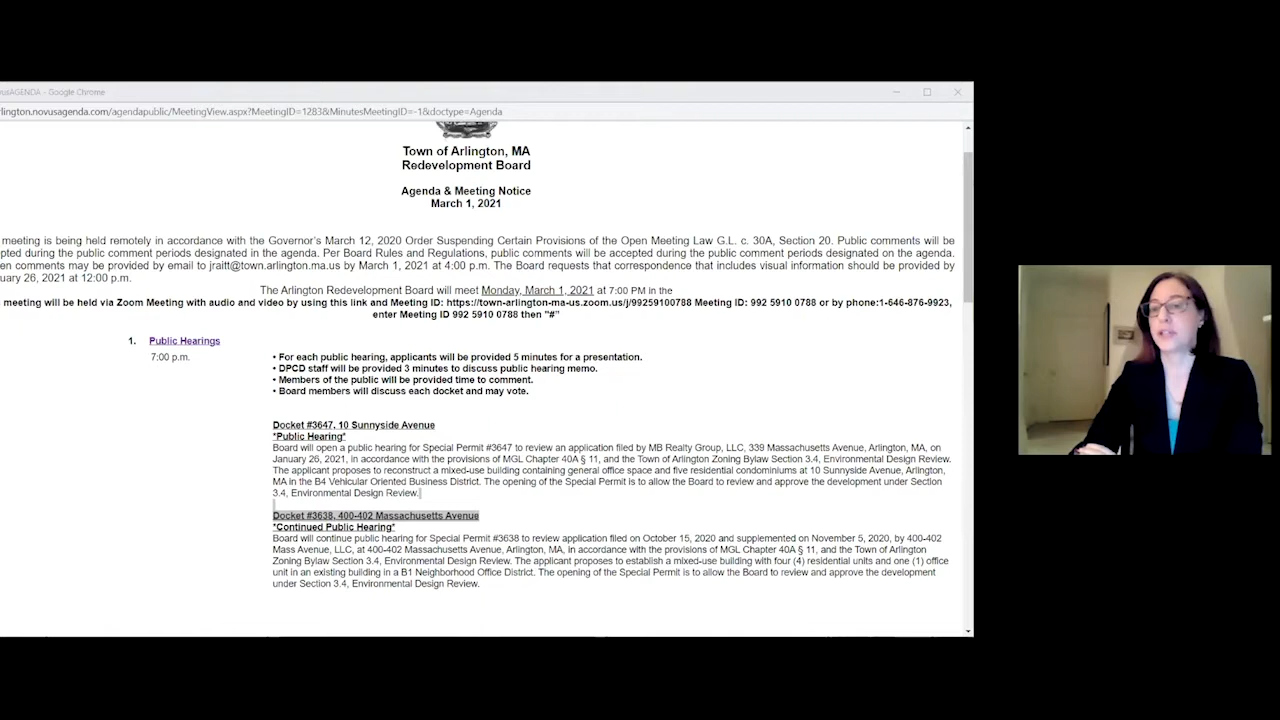 vusAGENDA - Google Chrome
lington.novusagenda.com/agendapublic/MeetingView.aspx?MeetingID=1283&MinutesMeetingID=-1&doctype=Agenda
Town of Arlington, MA
Redevelopment Board
Agenda & Meeting Notice
March 1, 2021
meeting is being held remotely in accordance with the Governor's March 12, 2020 Order Suspending Certain Provisions of the Open Meeting Law G.L. c. 30A, Section 20. Public comments will be
pted during the public comment periods designated in the agenda. Per Board Rules and Regulations, public comments will be accepted during the public comment periods designated on the agenda.
en comments may be provided by email to jraitt@town.arlington.ma.us by March 1, 2021 at 4:00 p.m. The Board requests that correspondence that includes visual information should be provided by
uary 26, 2021 at 12:00 p.m.
The Arlington Redevelopment Board will meet Monday, March 1, 2021 at 7:00 PM in the
meeting will be held via Zoom Meeting with audio and video by using this link and Meeting ID: https://town-arlington-ma-us.zoom.us/j/99259100788 Meeting ID: 992 5910 0788 or by phone:1-646-876-9923,
enter Meeting ID 992 5910 0788 then "#"
1. Public Hearings
7:00 p.m.
• For each public hearing, applicants will be provided 5 minutes for a presentation.
• DPCD staff will be provided 3 minutes to discuss public hearing memo.
• Members of the public will be provided time to comment.
• Board members will discuss each docket and may vote.
Docket #3647, 10 Sunnyside Avenue
*Public Hearing*
Board will open a public hearing for Special Permit #3647 to review an application filed by MB Realty Group, LLC, 339 Massachusetts Avenue, Arlington, MA, on
January 26, 2021, in accordance with the provisions of MGL Chapter 40A § 11, and the Town of Arlington Zoning Bylaw Section 3.4, Environmental Design Review.
The applicant proposes to reconstruct a mixed-use building containing general office space and five residential condominiums at 10 Sunnyside Avenue, Arlington,
MA in the B4 Vehicular Oriented Business District. The opening of the Special Permit is to allow the Board to review and approve the development under Section
3.4, Environmental Design Review.
Docket #3638, 400-402 Massachusetts Avenue
*Continued Public Hearing*
Board will continue public hearing for Special Permit #3638 to review application filed on October 15, 2020 and supplemented on November 5, 2020, by 400-402
Mass Avenue, LLC, at 400-402 Massachusetts Avenue, Arlington, MA, in accordance with the provisions of MGL Chapter 40A § 11, and the Town of Arlington
Zoning Bylaw Section 3.4, Environmental Design Review. The applicant proposes to establish a mixed-use building with four (4) residential units and one (1) office
unit in an existing building in a B1 Neighborhood Office District. The opening of the Special Permit is to allow the Board to review and approve the development
under Section 3.4, Environmental Design Review.